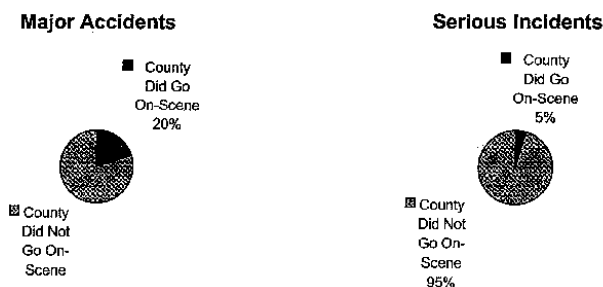 Major Accidents
County
Did Go
On-Scene
20%
County
Did Not
Go On-
Scene
Serious Incidents
County
Did Go
On-Scene
5%
County
Did Not
Go On-
Scene
95%